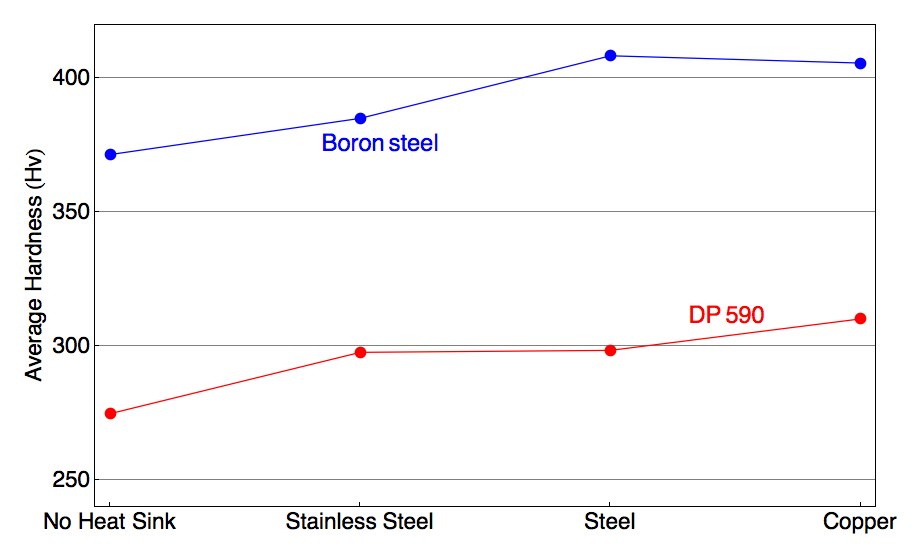 400
350
300
250
Average Hardness (Hv)
Boron steel
DP 590
No Heat Sink
Stainless Steel
Steel
Copper